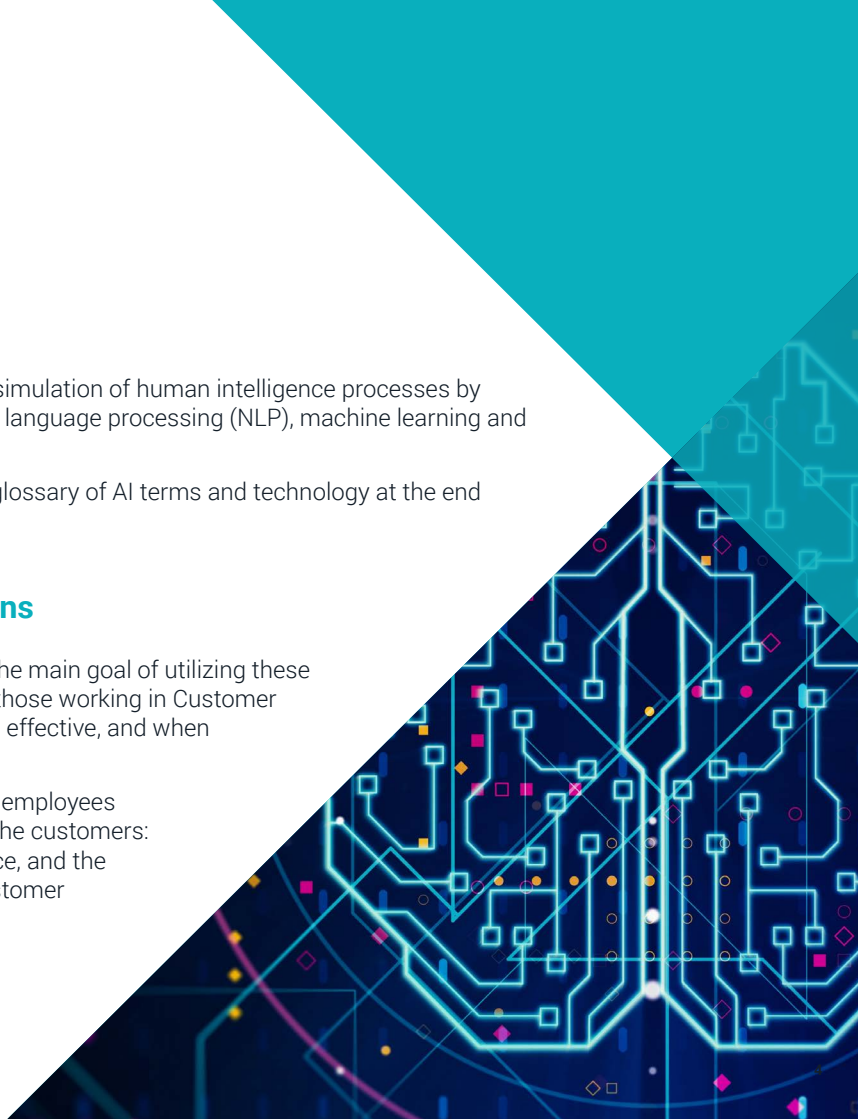 simulation of human intelligence processes by
language processing (NLP), machine learning and
glossary of AI terms and technology at the end
ns
he main goal of utilizing these
those working in Customer
effective, and when
employees
he customers:
ce, and the
stomer